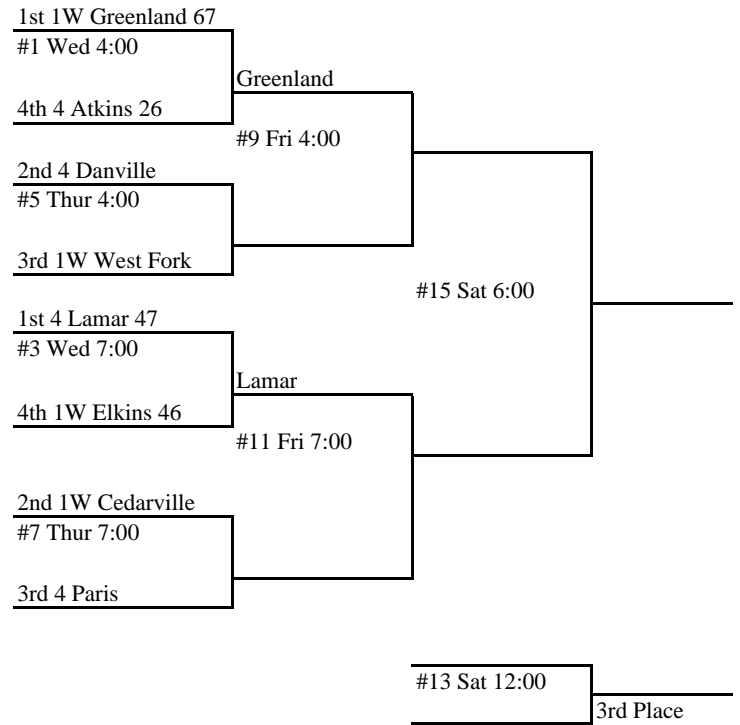 1st 1W Greenland 67
#1 Wed 4:00
Greenland
4th 4 Atkins 26
#9 Fri 4:00
2nd 4 Danville
#5 Thur 4:00
3rd 1W West Fork
#15 Sat 6:00
1st 4 Lamar 47
#3 Wed 7:00
Lamar
4th 1W Elkins 46
#11 Fri 7:00
2nd 1W Cedarville
#7 Thur 7:00
3rd 4 Paris
#13 Sat 12:00
3rd Place